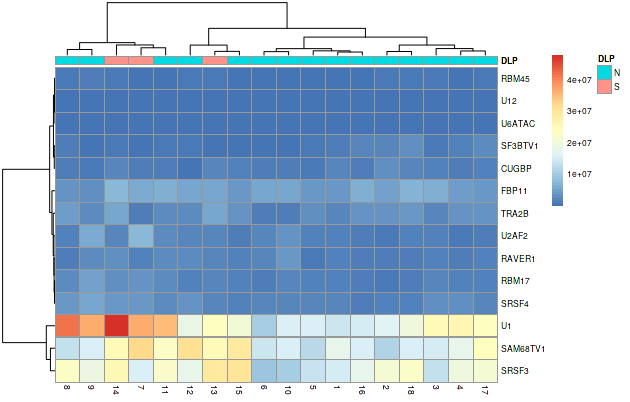 DLP
RBM45
U12
U6ATAC
SF3BTV1
CUGBP
FBP11
TRA2B
U2AF2
RAVER1
RBM17
SRSF4
U1
SAM68TV1
SRSF3
8 9 14 7 11 12 13 15 6 10 5 1 16 2 18 3 4 17
4e+07
3e+07
2e+07
1e+07
DLP
N
S